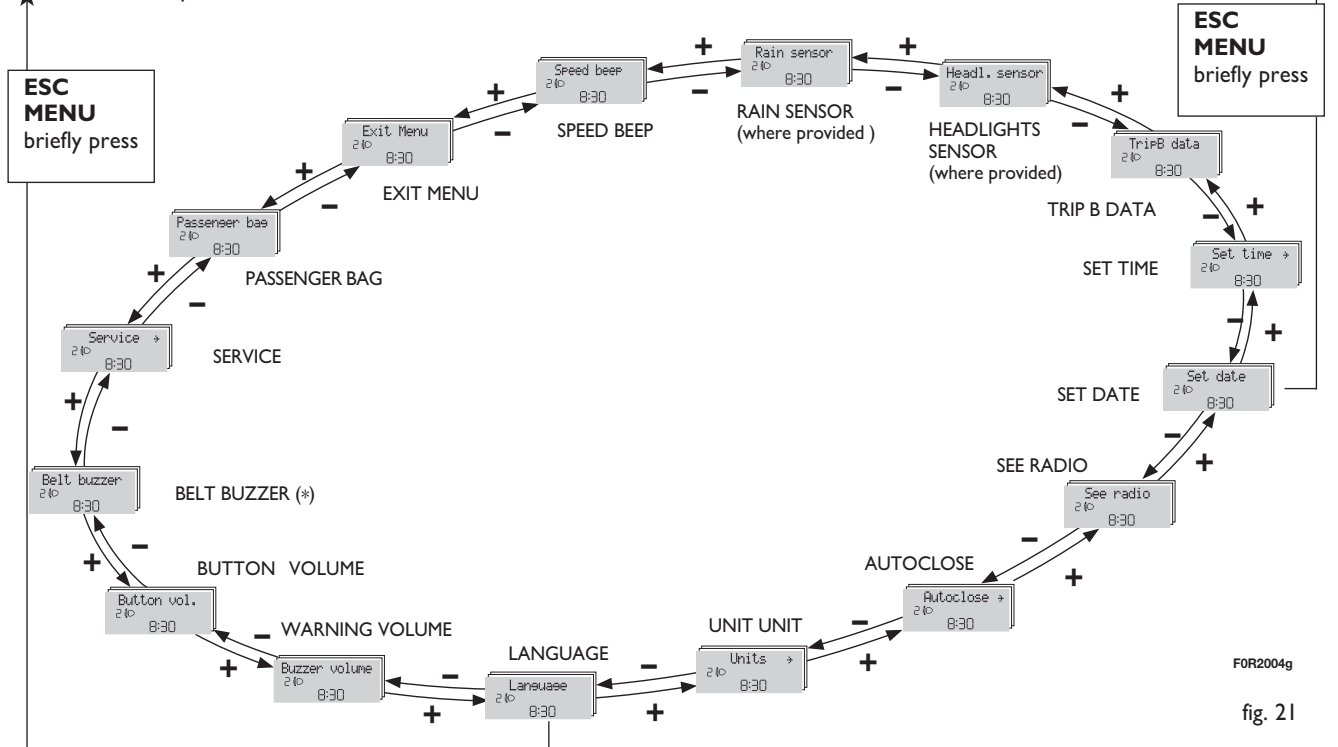 ESC
MENU
briefly press
ESC
MENU
briefly press
Rain sensor
8:30
RAIN SENSOR
(where provided )
Speed beep
8:30
SPEED BEEP
Headl. sensor
8:30
HEADLIGHTS
SENSOR
(where provided)
Exit Menu
8:30
EXIT MENU
TripB data
8:30
TRIP B DATA
Passenger bag
8:30
PASSENGER BAG
Set time →
8:30
SET TIME
Service →
8:30
SERVICE
Set date
8:30
SET DATE
Belt buzzer
8:30
BELT BUZZER (*)
See radio
8:30
SEE RADIO
Button vol.
8:30
BUTTON VOLUME
Autoclose →
8:30
AUTOCLOSE
Buzzer volume
8:30
WARNING VOLUME
Language
8:30
LANGUAGE
Units →
8:30
UNIT UNIT
F0R2004g
fig. 21